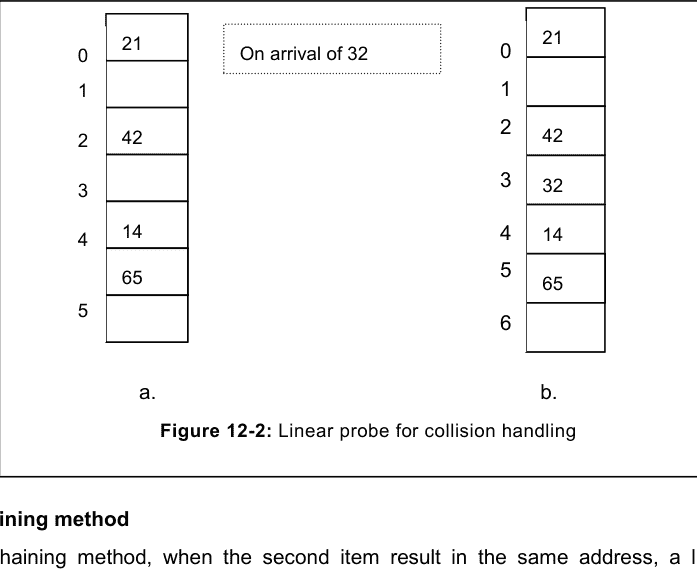 0 21
1
2 42
3
4 14
65
5
On arrival of 32
0 21
1
2 42
3 32
4 14
5 65
6
a.
b.
Figure 12-2: Linear probe for collision handling
ining method
haining method, when the second item result in the same address, a l